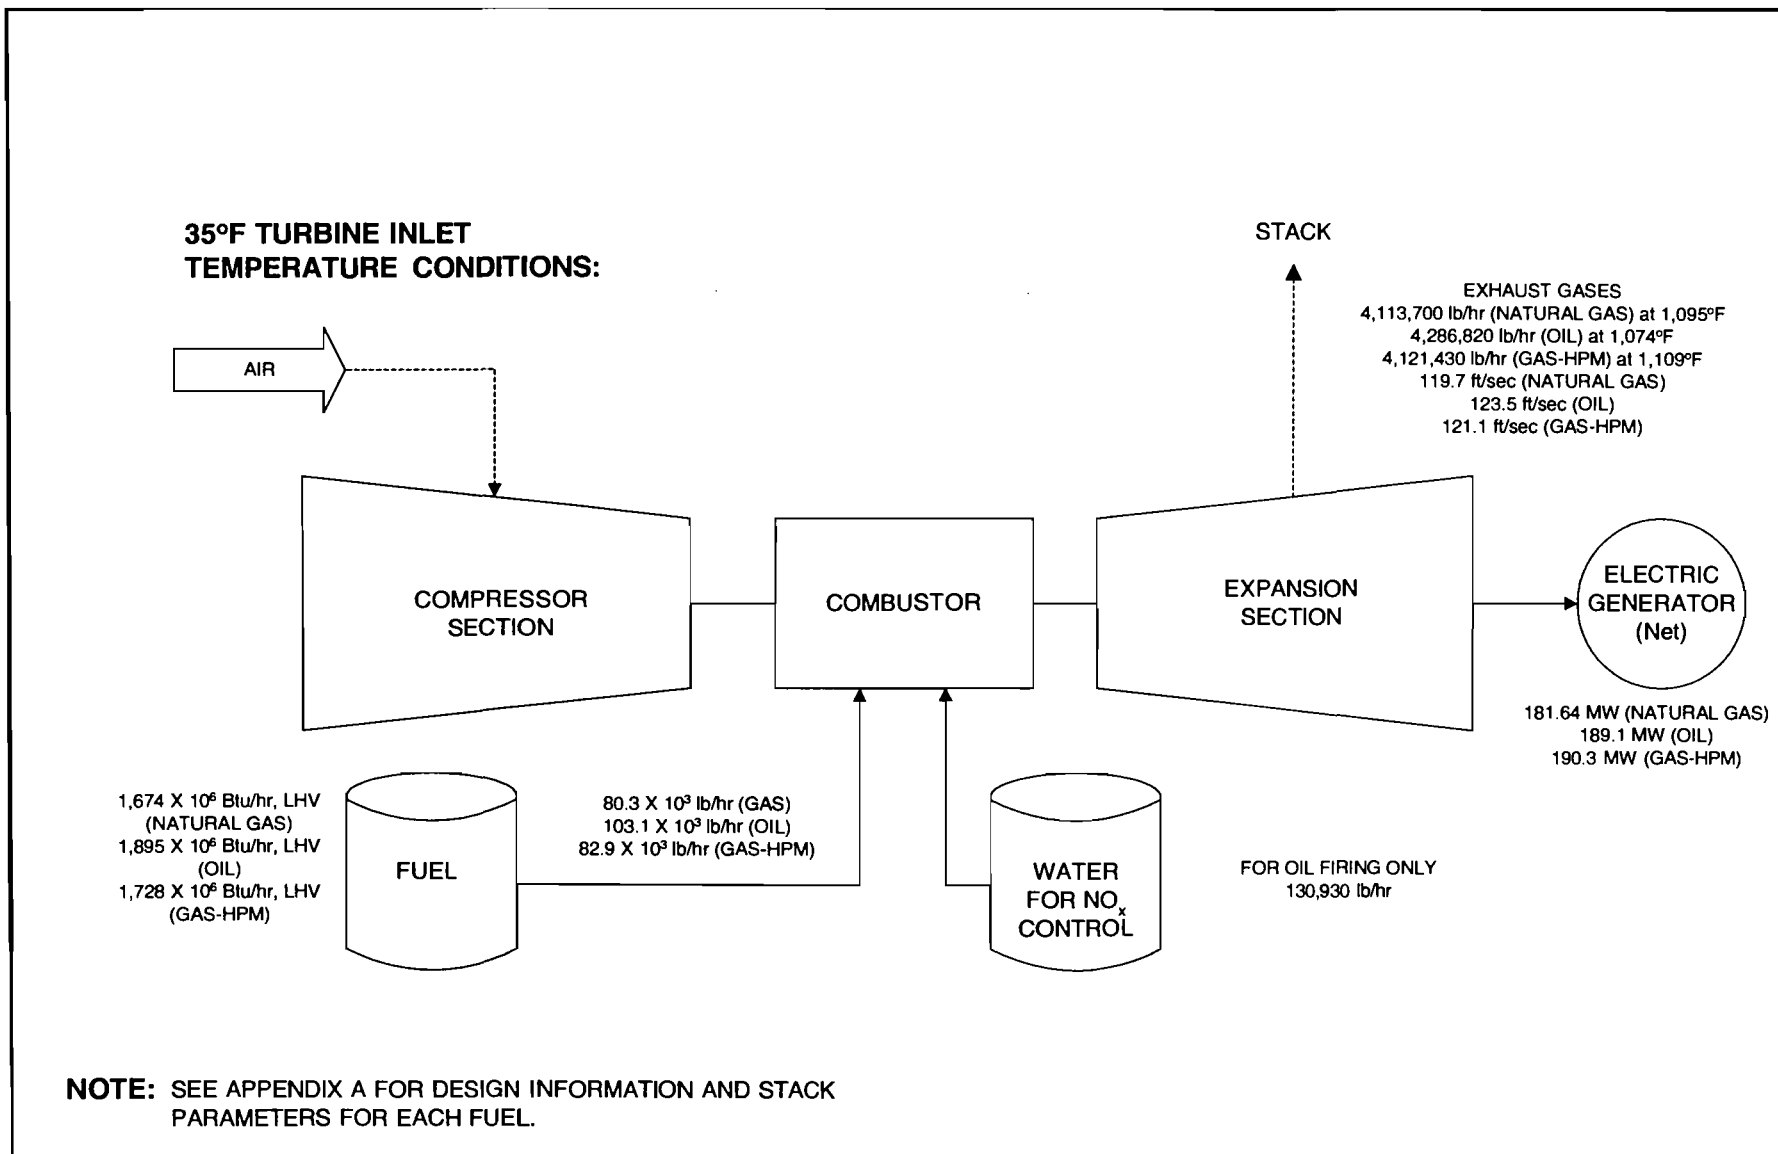 35°F TURBINE INLET
TEMPERATURE CONDITIONS:
STACK
EXHAUST GASES
4,113,700 lb/hr (NATURAL GAS) at 1,095°F
4,286,820 lb/hr (OIL) at 1,074°F
4,121,430 lb/hr (GAS-HPM) at 1,109°F
119.7 ft/sec (NATURAL GAS)
123.5 ft/sec (OIL)
121.1 ft/sec (GAS-HPM)
AIR
COMPRESSOR
SECTION
COMBUSTOR
EXPANSION
SECTION
ELECTRIC
GENERATOR
(Net)
181.64 MW (NATURAL GAS)
189.1 MW (OIL)
190.3 MW (GAS-HPM)
1,674 X 10⁶ Btu/hr, LHV
(NATURAL GAS)
1,895 X 10⁶ Btu/hr, LHV
(OIL)
1,728 X 10⁶ Btu/hr, LHV
(GAS-HPM)
FUEL
80.3 X 10³ lb/hr (GAS)
103.1 X 10³ lb/hr (OIL)
82.9 X 10³ lb/hr (GAS-HPM)
WATER
FOR NOₓ
CONTROL
FOR OIL FIRING ONLY
130,930 lb/hr
NOTE: SEE APPENDIX A FOR DESIGN INFORMATION AND STACK
PARAMETERS FOR EACH FUEL.